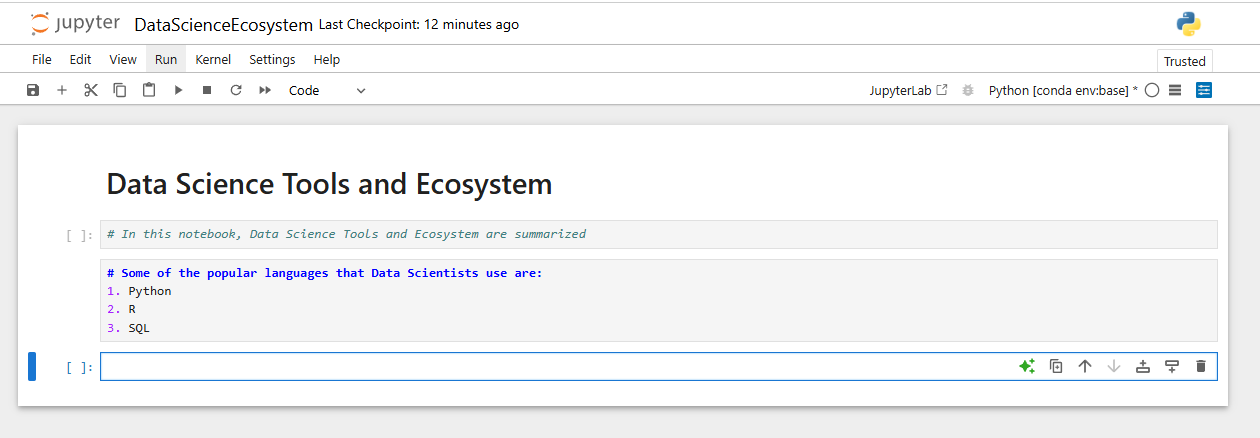 jupyter DataScienceEcosystem Last Checkpoint: 12 minutes ago
File Edit View Run Kernel Settings Help
Trusted
Code
JupyterLab
Python [conda env:base] *
Data Science Tools and Ecosystem
[ ]: # In this notebook, Data Science Tools and Ecosystem are summarized
# Some of the popular languages that Data Scientists use are:
1. Python
2. R
3. SQL
[ ]: